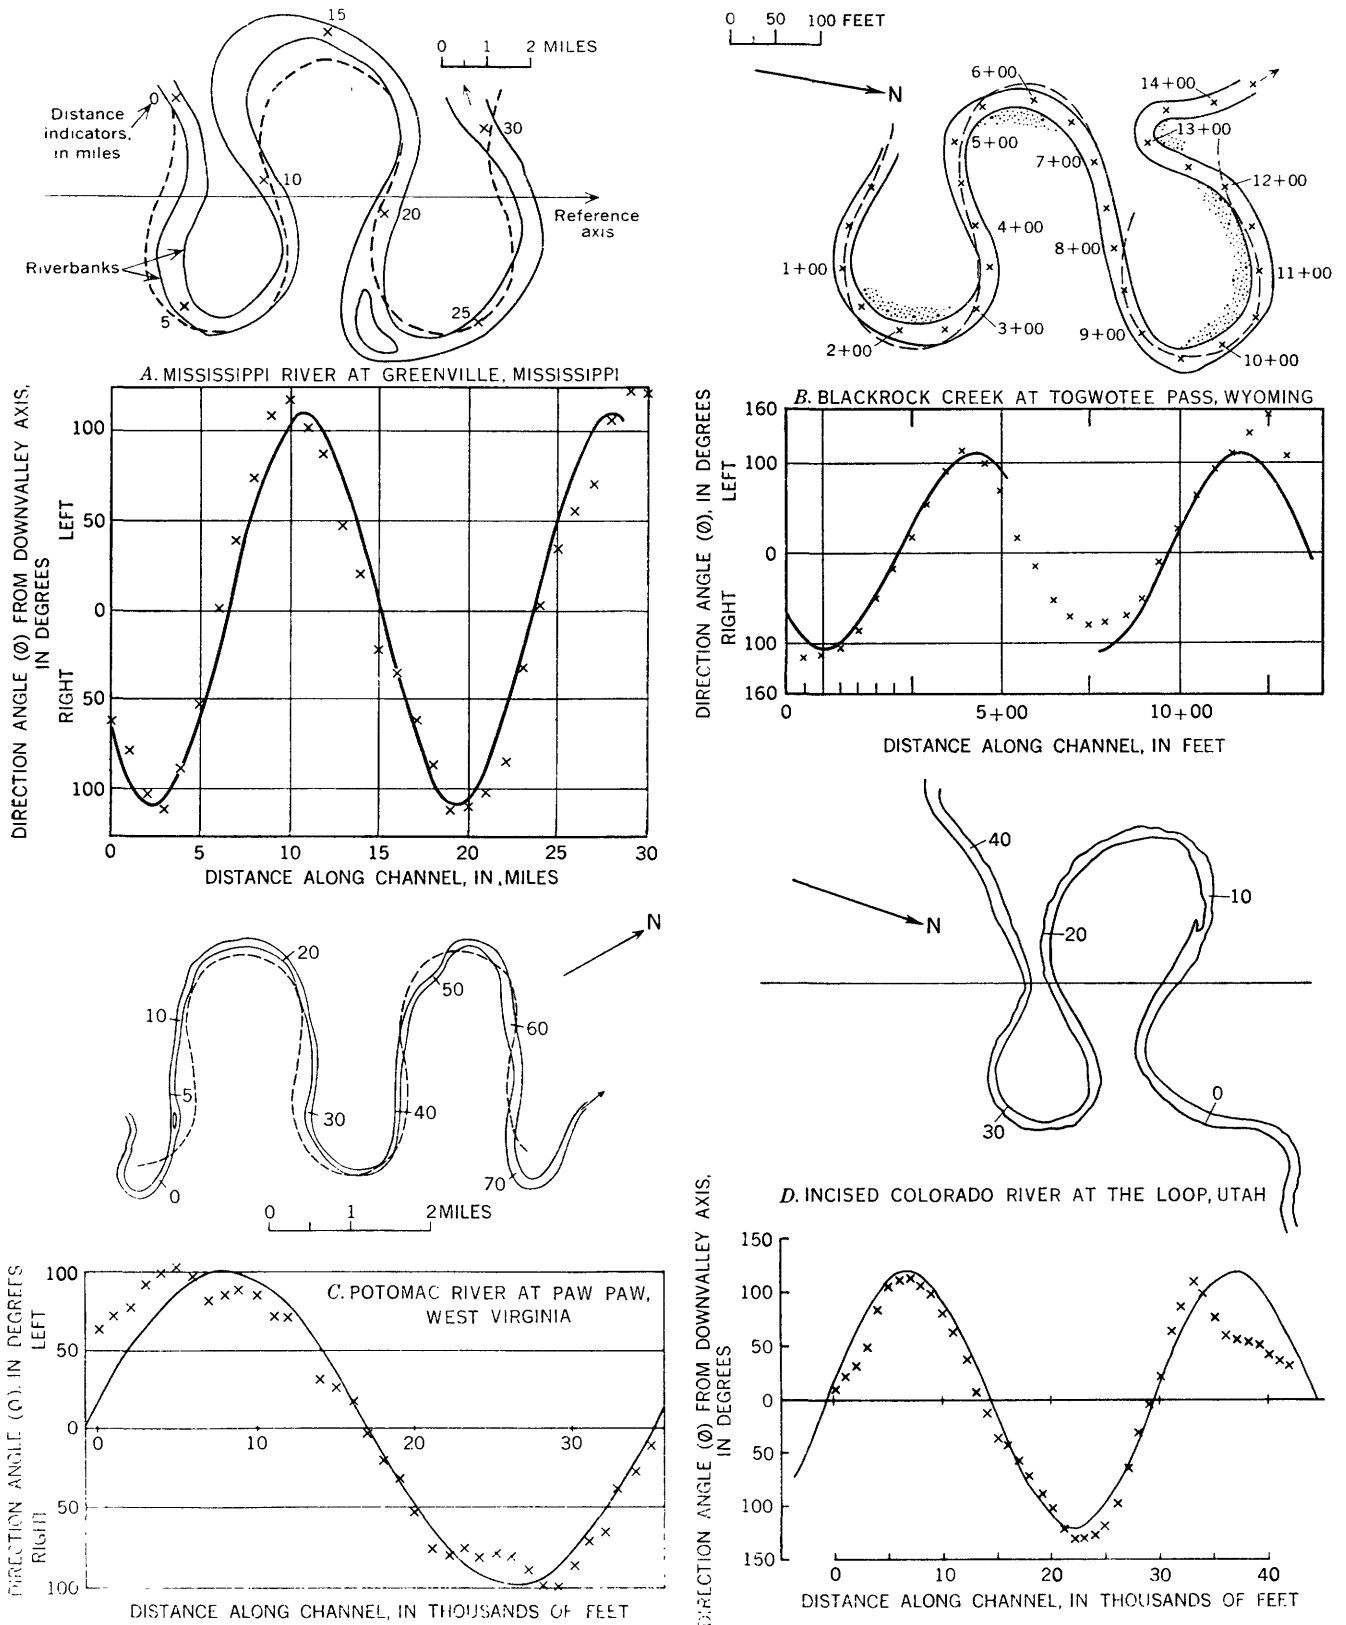 15
0 1 2 MILES
0
Distance
indicators,
in miles
30
10
20
Reference
axis
Riverbanks
5
25
A. MISSISSIPPI RIVER AT GREENVILLE, MISSISSIPPI
DIRECTION ANGLE (Ø) FROM DOWNVALLEY AXIS,
IN DEGREES
RIGHT LEFT
100
50
0
50
100
0 5 10 15 20 25 30
DISTANCE ALONG CHANNEL, IN MILES
0 50 100 FEET
N
6+00
14+00
5+00
13+00
7+00
12+00
4+00
8+00
1+00
11+00
3+00
9+00
2+00
10+00
B. BLACKROCK CREEK AT TOGWOTEE PASS, WYOMING
DIRECTION ANGLE (Ø), IN DEGREES
RIGHT LEFT
160
100
0
100
160
0 5+00 10+00
DISTANCE ALONG CHANNEL, IN FEET
N
20
50
10
60
5
30
40
0
70
0 1 2 MILES
C. POTOMAC RIVER AT PAW PAW,
WEST VIRGINIA
DIRECTION ANGLE (Ø), IN DEGREES
RIGHT LEFT
100
50
0
50
100
0 10 20 30
DISTANCE ALONG CHANNEL, IN THOUSANDS OF FEET
40
N
10
20
0
30
D. INCISED COLORADO RIVER AT THE LOOP, UTAH
DIRECTION ANGLE (Ø) FROM DOWNVALLEY AXIS,
IN DEGREES
150
100
50
0
50
100
150
0 10 20 30 40
DISTANCE ALONG CHANNEL, IN THOUSANDS OF FEET